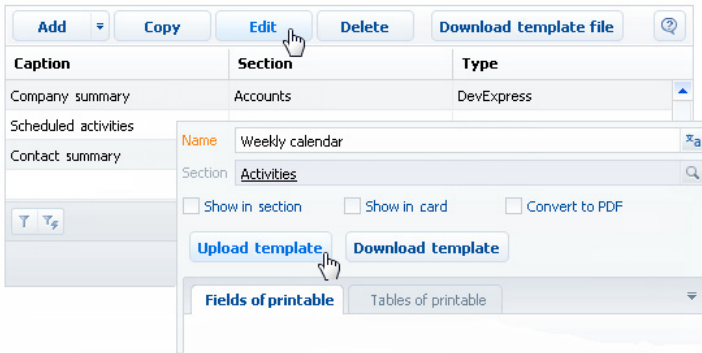 Add Copy Edit Delete Download template file
Caption Section Type
Company summary Accounts DevExpress
Scheduled activities
Contact summary
Name Weekly calendar
Section Activities
Show in section Show in card Convert to PDF
Upload template Download template
Fields of printable Tables of printable